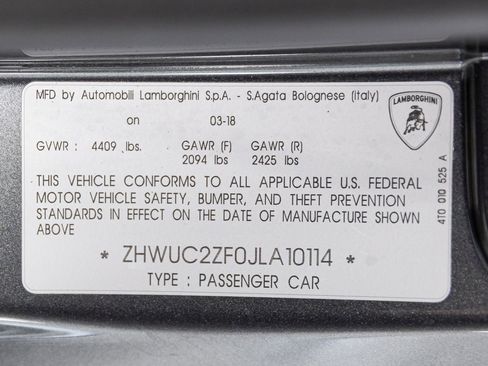 MFD by Automobili Lamborghini S.p.A. - S.Agata Bolognese (Italy)
on 03-18
GVWR : 4409 lbs. GAWR (F) GAWR (R)
2094 lbs 2425 lbs
THIS VEHICLE CONFORMS TO ALL APPLICABLE U.S. FEDERAL
MOTOR VEHICLE SAFETY, BUMPER, AND THEFT PREVENTION
STANDARDS IN EFFECT ON THE DATE OF MANUFACTURE SHOWN
ABOVE
* ZHWUC2ZF0JLA10114 *
TYPE : PASSENGER CAR
LAMBORGHINI
4T0 010 525 A